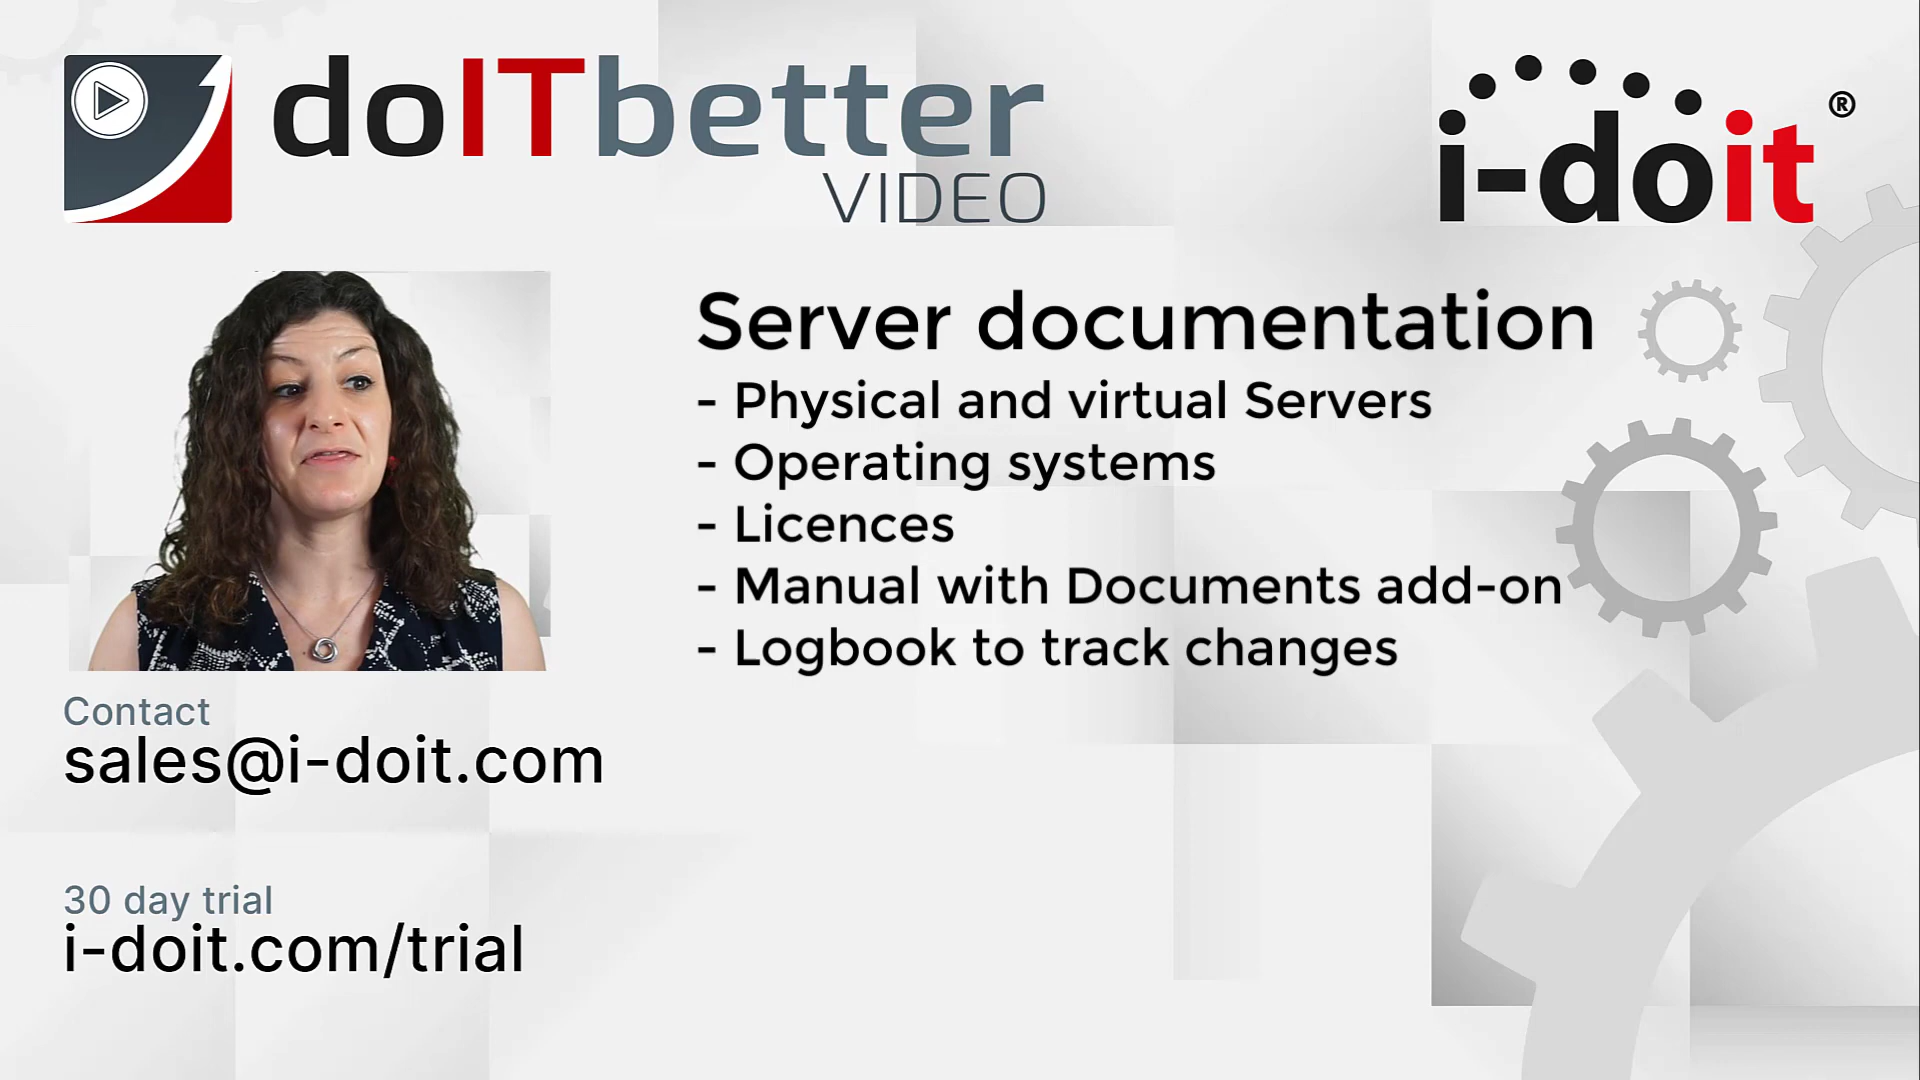 doITbetter
VIDEO
i-doit ®
Server documentation
- Physical and virtual Servers
- Operating systems
- Licences
- Manual with Documents add-on
- Logbook to track changes
Contact
sales@i-doit.com
30 day trial
i-doit.com/trial